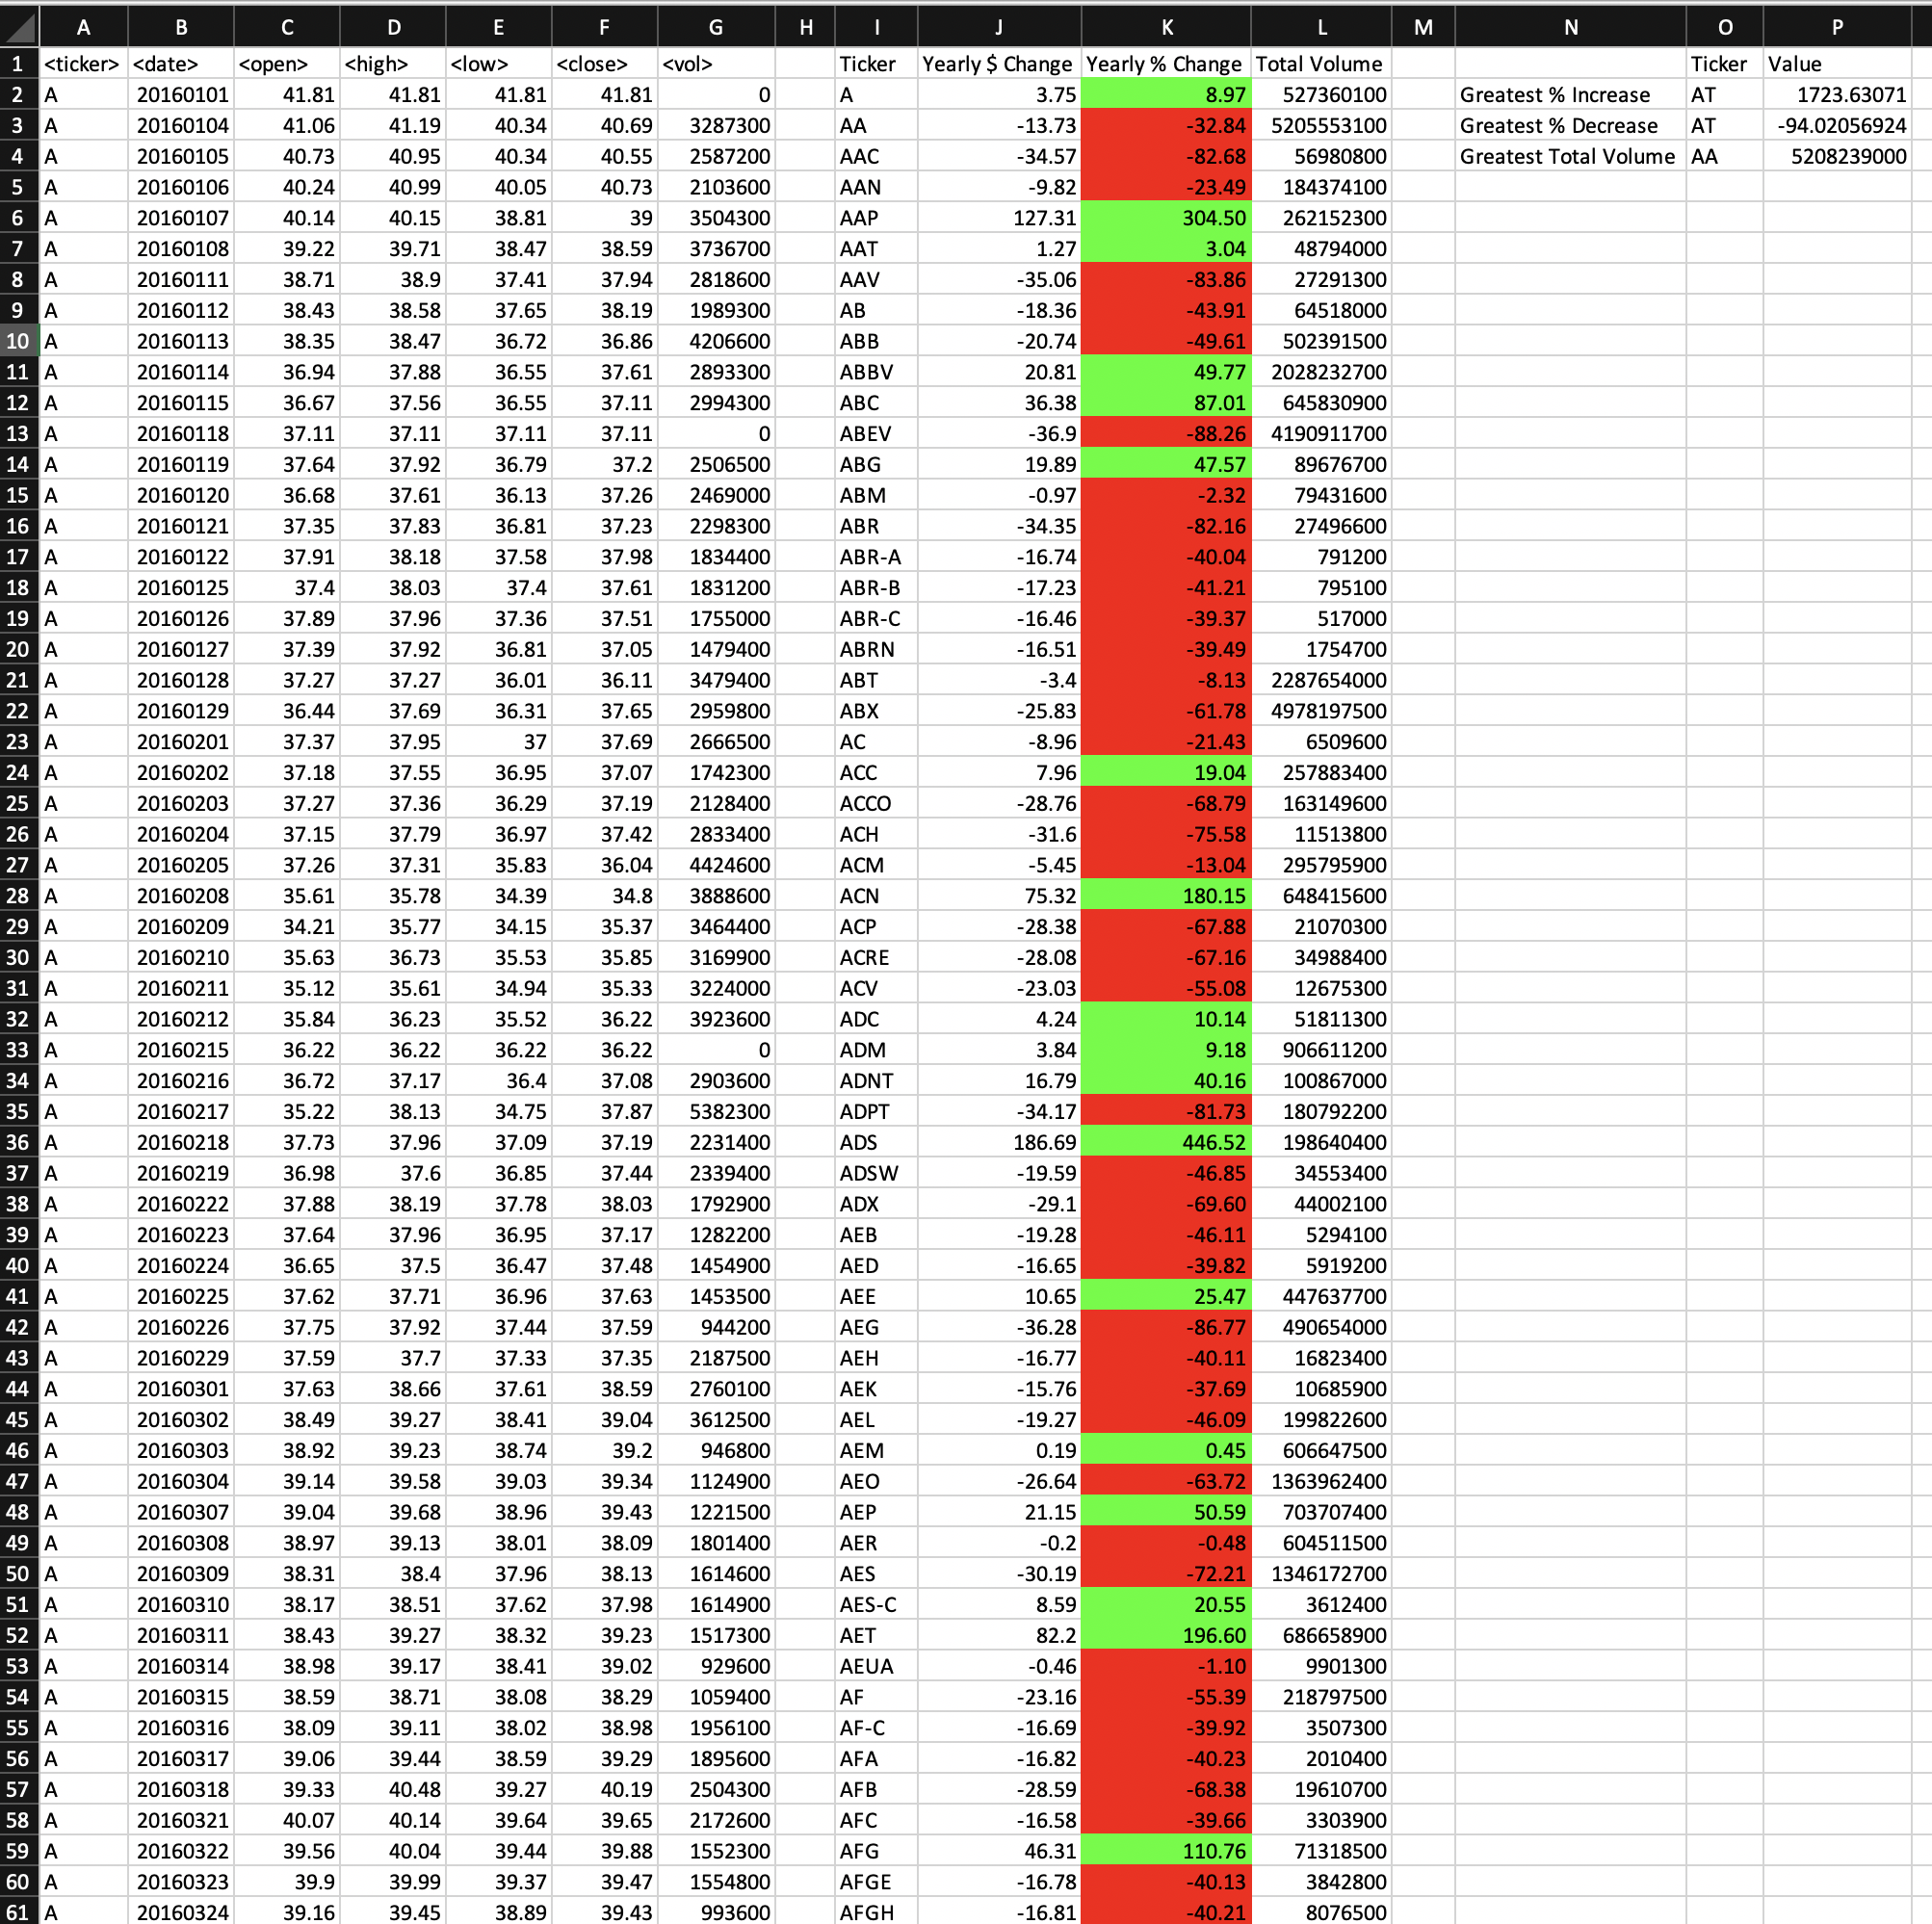 A B C D E F G H I J K L M N O P
1 <ticker> <date> <open> <high> <low> <close> <vol> Ticker Yearly $ Change Yearly % Change Total Volume Ticker Value
2 A 20160101 41.81 41.81 41.81 41.81 0 A 3.75 8.97 527360100 Greatest % Increase AT 1723.63071
3 A 20160104 41.06 41.19 40.34 40.69 3287300 AA -13.73 -32.84 5205553100 Greatest % Decrease AT -94.02056924
4 A 20160105 40.73 40.95 40.34 40.55 2587200 AAC -34.57 -82.68 56980800 Greatest Total Volume AA 5208239000
5 A 20160106 40.24 40.99 40.05 40.73 2103600 AAN -9.82 -23.49 184374100
6 A 20160107 40.14 40.15 38.81 39 3504300 AAP 127.31 304.50 262152300
7 A 20160108 39.22 39.71 38.47 38.59 3736700 AAT 1.27 3.04 48794000
8 A 20160111 38.71 38.9 37.41 37.94 2818600 AAV -35.06 -83.86 27291300
9 A 20160112 38.43 38.58 37.65 38.19 1989300 AB -18.36 -43.91 64518000
10 A 20160113 38.35 38.47 36.72 36.86 4206600 ABB -20.74 -49.61 502391500
11 A 20160114 36.94 37.88 36.55 37.61 2893300 ABBV 20.81 49.77 2028232700
12 A 20160115 36.67 37.56 36.55 37.11 2994300 ABC 36.38 87.01 645830900
13 A 20160118 37.11 37.11 37.11 37.11 0 ABEV -36.9 -88.26 4190911700
14 A 20160119 37.64 37.92 36.79 37.2 2506500 ABG 19.89 47.57 89676700
15 A 20160120 36.68 37.61 36.13 37.26 2469000 ABM -0.97 -2.32 79431600
16 A 20160121 37.35 37.83 36.81 37.23 2298300 ABR -34.35 -82.16 27496600
17 A 20160122 37.91 38.18 37.58 37.98 1834400 ABR-A -16.74 -40.04 791200
18 A 20160125 37.4 38.03 37.4 37.61 1831200 ABR-B -17.23 -41.21 795100
19 A 20160126 37.89 37.96 37.36 37.51 1755000 ABR-C -16.46 -39.37 517000
20 A 20160127 37.39 37.92 36.81 37.05 1479400 ABRN -16.51 -39.49 1754700
21 A 20160128 37.27 37.27 36.01 36.11 3479400 ABT -3.4 -8.13 2287654000
22 A 20160129 36.44 37.69 36.31 37.65 2959800 ABX -25.83 -61.78 4978197500
23 A 20160201 37.37 37.95 37 37.69 2666500 AC -8.96 -21.43 6509600
24 A 20160202 37.18 37.55 36.95 37.07 1742300 ACC 7.96 19.04 257883400
25 A 20160203 37.27 37.36 36.29 37.19 2128400 ACCO -28.76 -68.79 163149600
26 A 20160204 37.15 37.79 36.97 37.42 2833400 ACH -31.6 -75.58 11513800
27 A 20160205 37.26 37.31 35.83 36.04 4424600 ACM -5.45 -13.04 295795900
28 A 20160208 35.61 35.78 34.39 34.8 3888600 ACN 75.32 180.15 648415600
29 A 20160209 34.21 35.77 34.15 35.37 3464400 ACP -28.38 -67.88 21070300
30 A 20160210 35.63 36.73 35.53 35.85 3169900 ACRE -28.08 -67.16 34988400
31 A 20160211 35.12 35.61 34.94 35.33 3224000 ACV -23.03 -55.08 12675300
32 A 20160212 35.84 36.23 35.52 36.22 3923600 ADC 4.24 10.14 51811300
33 A 20160215 36.22 36.22 36.22 36.22 0 ADM 3.84 9.18 906611200
34 A 20160216 36.72 37.17 36.4 37.08 2903600 ADNT 16.79 40.16 100867000
35 A 20160217 35.22 38.13 34.75 37.87 5382300 ADPT -34.17 -81.73 180792200
36 A 20160218 37.73 37.96 37.09 37.19 2231400 ADS 186.69 446.52 198640400
37 A 20160219 36.98 37.6 36.85 37.44 2339400 ADSW -19.59 -46.85 34553400
38 A 20160222 37.88 38.19 37.78 38.03 1792900 ADX -29.1 -69.60 44002100
39 A 20160223 37.64 37.96 36.95 37.17 1282200 AEB -19.28 -46.11 5294100
40 A 20160224 36.65 37.5 36.47 37.48 1454900 AED -16.65 -39.82 5919200
41 A 20160225 37.62 37.71 36.96 37.63 1453500 AEE 10.65 25.47 447637700
42 A 20160226 37.75 37.92 37.44 37.59 944200 AEG -36.28 -86.77 490654000
43 A 20160229 37.59 37.7 37.33 37.35 2187500 AEH -16.77 -40.11 16823400
44 A 20160301 37.63 38.66 37.61 38.59 2760100 AEK -15.76 -37.69 10685900
45 A 20160302 38.49 39.27 38.41 39.04 3612500 AEL -19.27 -46.09 199822600
46 A 20160303 38.92 39.23 38.74 39.2 946800 AEM 0.19 0.45 606647500
47 A 20160304 39.14 39.58 39.03 39.34 1124900 AEO -26.64 -63.72 1363962400
48 A 20160307 39.04 39.68 38.96 39.43 1221500 AEP 21.15 50.59 703707400
49 A 20160308 38.97 39.13 38.01 38.09 1801400 AER -0.2 -0.48 604511500
50 A 20160309 38.31 38.4 37.96 38.13 1614600 AES -30.19 -72.21 1346172700
51 A 20160310 38.17 38.51 37.62 37.98 1614900 AES-C 8.59 20.55 3612400
52 A 20160311 38.43 39.27 38.32 39.23 1517300 AET 82.2 196.60 686658900
53 A 20160314 38.98 39.17 38.41 39.02 929600 AEUA -0.46 -1.10 9901300
54 A 20160315 38.59 38.71 38.08 38.29 1059400 AF -23.16 -55.39 218797500
55 A 20160316 38.09 39.11 38.02 38.98 1956100 AF-C -16.69 -39.92 3507300
56 A 20160317 39.06 39.44 38.59 39.29 1895600 AFA -16.82 -40.23 2010400
57 A 20160318 39.33 40.48 39.27 40.19 2504300 AFB -28.59 -68.38 19610700
58 A 20160321 40.07 40.14 39.64 39.65 2172600 AFC -16.58 -39.66 3303900
59 A 20160322 39.56 40.04 39.44 39.88 1552300 AFG 46.31 110.76 71318500
60 A 20160323 39.9 39.99 39.37 39.47 1554800 AFGE -16.78 -40.13 3842800
61 A 20160324 39.16 39.45 38.89 39.43 993600 AFGH -16.81 -40.21 8076500